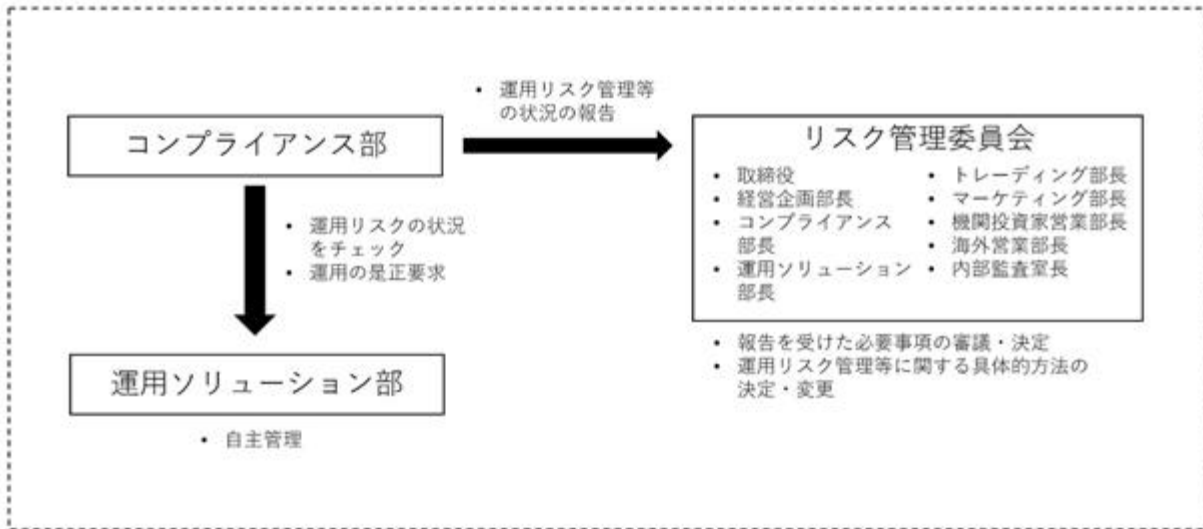 • 運用リスク管理等
の状況の報告
コンプライアンス部
リスク管理委員会
• 取締役
• 経営企画部長
• コンプライアンス
部長
• 運用ソリューション
部長
• トレーディング部長
• マーケティング部長
• 機関投資家営業部長
• 海外営業部長
• 内部監査室長
• 運用リスクの状況
をチェック
• 運用の是正要求
• 報告を受けた必要事項の審議・決定
• 運用リスク管理等に関する具体的方法の
決定・変更
運用ソリューション部
• 自主管理